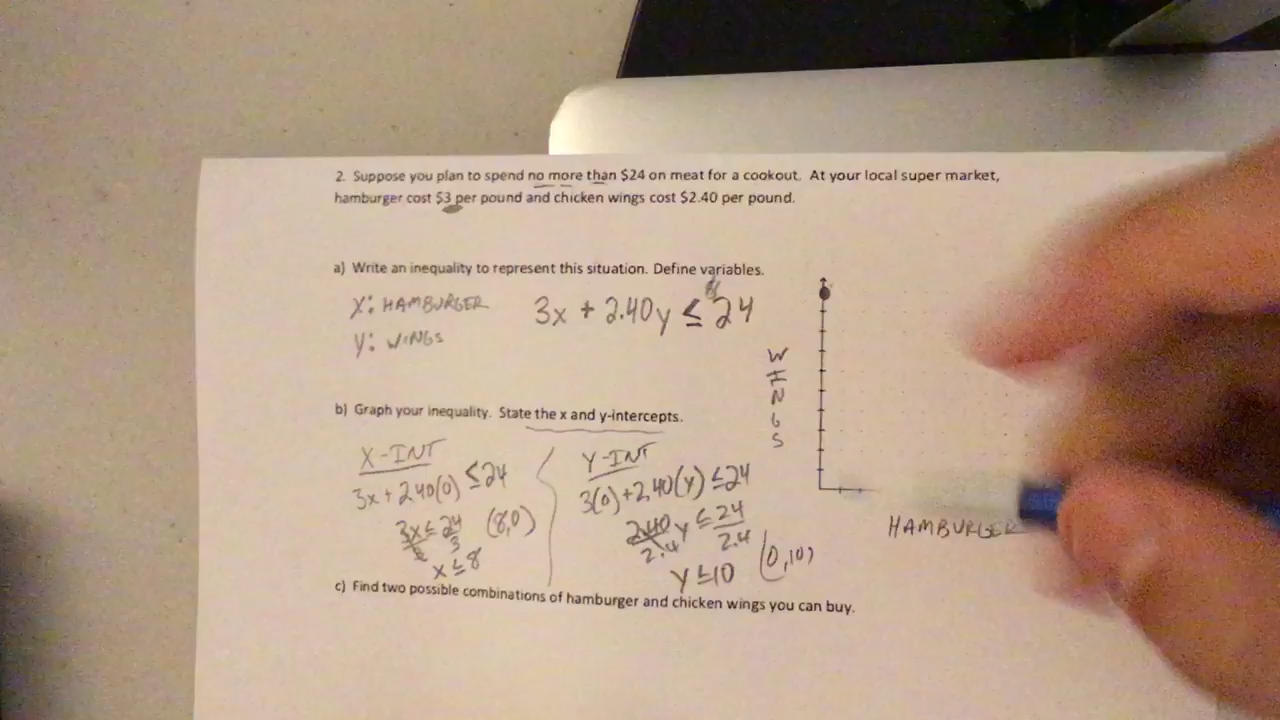 2. Suppose you plan to spend no more than $24 on meat for a cookout. At your local super market,
hamburger cost $3 per pound and chicken wings cost $2.40 per pound.
a) Write an inequality to represent this situation. Define variables.
X: HAMBURGER
3x + 2.40y ≤ 24
Y: WINGS
WINGS
b) Graph your inequality. State the x and y-intercepts.
X-INT
3x + 2.40(0) ≤ 24
3x ≤ 24
3
(8,0)
x ≤ 8
Y-INT
3(0) + 2.40(y) ≤ 24
2.40y ≤ 24
2.4 2.4
y ≤ 10
(0,10)
HAMBURGER
c) Find two possible combinations of hamburger and chicken wings you can buy.